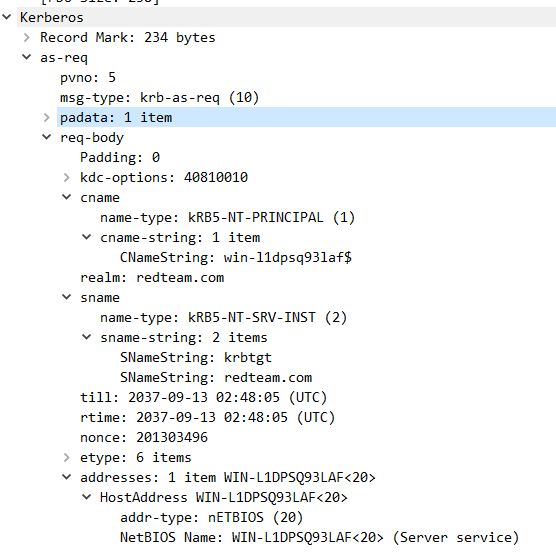 Kerberos
Record Mark: 234 bytes
as-req
pvno: 5
msg-type: krb-as-req (10)
padata: 1 item
req-body
Padding: 0
kdc-options: 40810010
cname
name-type: kRB5-NT-PRINCIPAL (1)
cname-string: 1 item
CNameString: win-l1dpsq93laf$
realm: redteam.com
sname
name-type: kRB5-NT-SRV-INST (2)
sname-string: 2 items
SNameString: krbtgt
SNameString: redteam.com
till: 2037-09-13 02:48:05 (UTC)
rtime: 2037-09-13 02:48:05 (UTC)
nonce: 201303496
etype: 6 items
addresses: 1 item WIN-L1DPSQ93LAF<20>
HostAddress WIN-L1DPSQ93LAF<20>
addr-type: nETBIOS (20)
NetBIOS Name: WIN-L1DPSQ93LAF<20> (Server service)